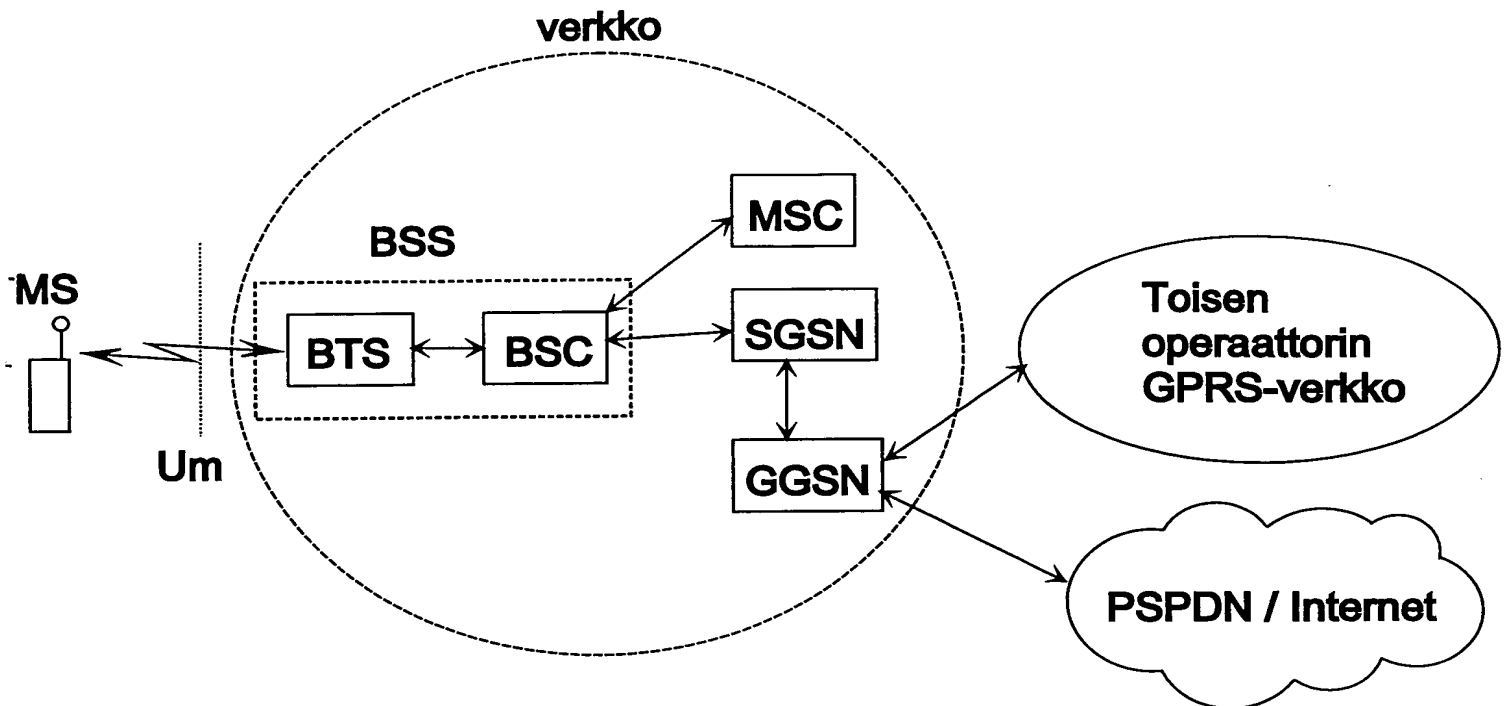 verkko
MSC
BSS
MS
BTS
BSC
SGSN
Toisen
operaattorin
GPRS-verkko
Um
GGSN
PSPDN / Internet